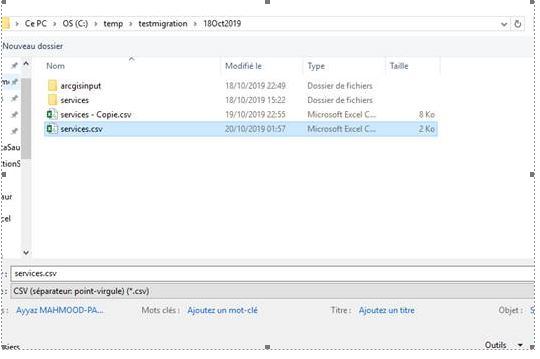 Ce PC > OS (C:) > temp > testmigration > 18Oct2019
Nouveau dossier
Nom Modifié le Type Taille
arcgisinput 18/10/2019 22:49 Dossier de fichiers
services 18/10/2019 15:22 Dossier de fichiers
services - Copie.csv 19/10/2019 22:55 Microsoft Excel C... 8 Ko
services.csv 20/10/2019 01:57 Microsoft Excel C... 2 Ko
services.csv
CSV (séparateur: point-virgule) (*.csv)
Ayyaz MAHMOOD-PA... Mots clés : Ajoutez un mot-clé Titre : Ajoutez un titre Objet :
Outils